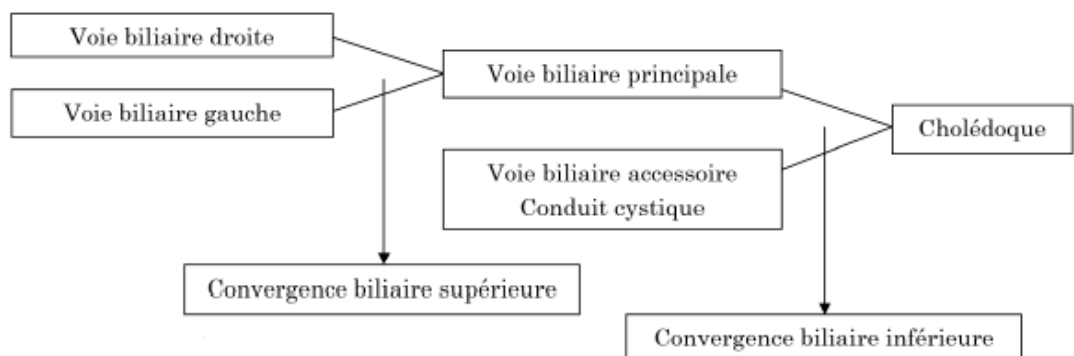 Voie biliaire droite
Voie biliaire gauche
Voie biliaire principale
Voie biliaire accessoire
Conduit cystique
Cholédoque
Convergence biliaire supérieure
Convergence biliaire inférieure